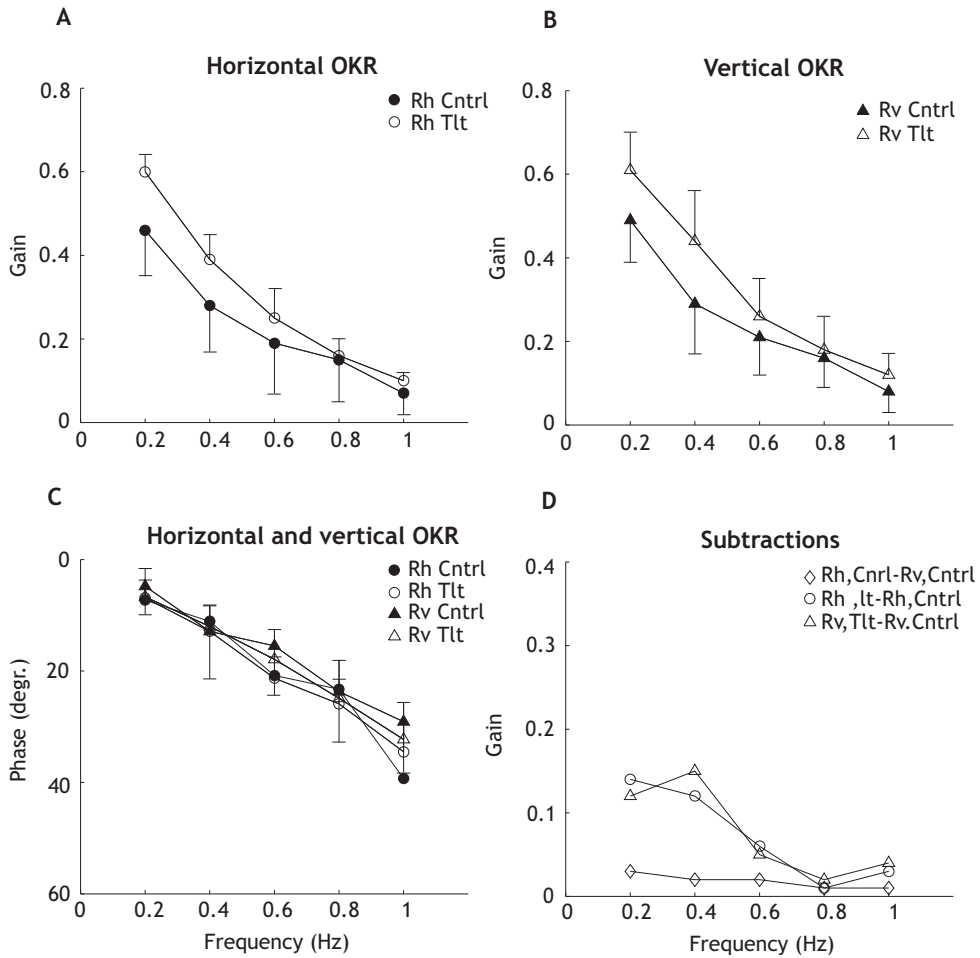 A
Horizontal OKR
0.8
Rh Cntrl
Rh Tlt
0.6
Gain
0.4
0.2
0
0 0.2 0.4 0.6 0.8 1
B
Vertical OKR
0.8
Rv Cntrl
Rv Tlt
0.6
Gain
0.4
0.2
0
0 0.2 0.4 0.6 0.8 1
C
Horizontal and vertical OKR
0
Rh Cntrl
Rh Tlt
Rv Cntrl
Rv Tlt
20
Phase (degr.)
40
60
0 0.2 0.4 0.6 0.8 1
Frequency (Hz)
D
Subtractions
0.4
Rh,Cnrl-Rv,Cntrl
Rh ,lt-Rh,Cntrl
Rv,Tlt-Rv.Cntrl
0.3
Gain
0.2
0.1
0
0 0.2 0.4 0.6 0.8 1
Frequency (Hz)